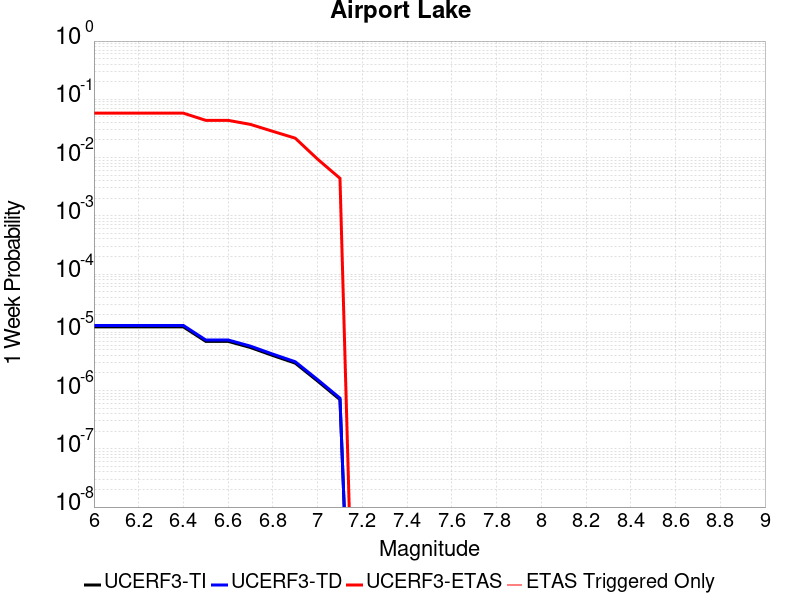 Airport Lake
1 Week Probability
10^0
10^-1
10^-2
10^-3
10^-4
10^-5
10^-6
10^-7
10^-8
6 6.2 6.4 6.6 6.8 7 7.2 7.4 7.6 7.8 8 8.2 8.4 8.6 8.8 9
Magnitude
UCERF3-TI UCERF3-TD UCERF3-ETAS ETAS Triggered Only